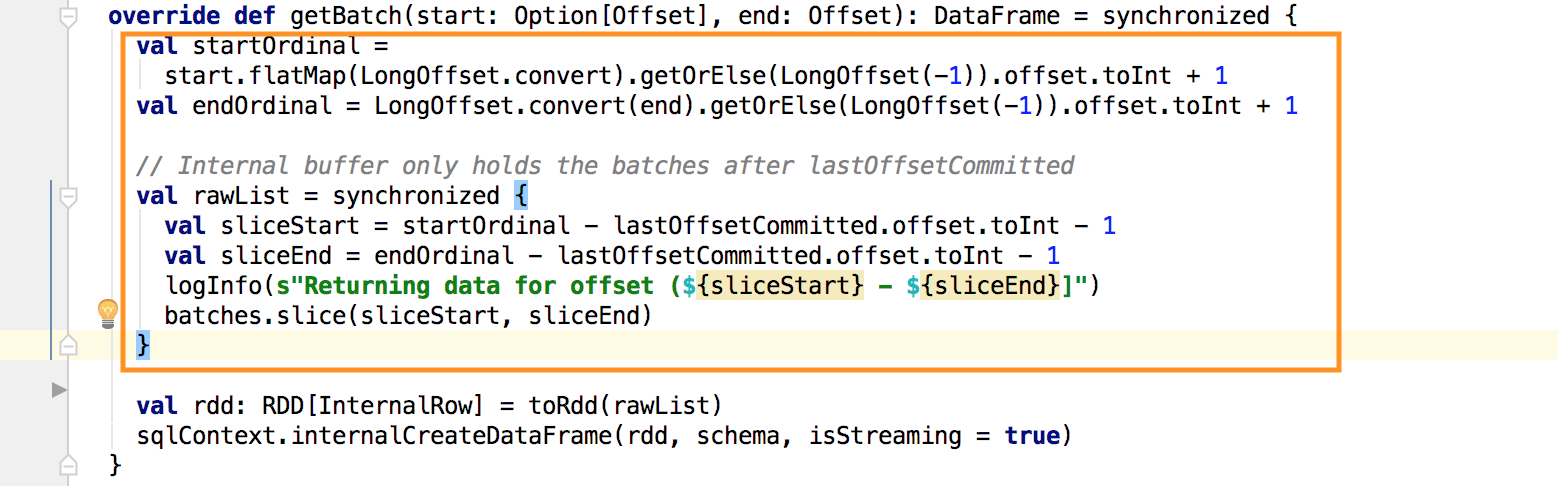 override def getBatch(start: Option[Offset], end: Offset): DataFrame = synchronized {
val startOrdinal =
start.flatMap(LongOffset.convert).getOrElse(LongOffset(-1)).offset.toInt + 1
val endOrdinal = LongOffset.convert(end).getOrElse(LongOffset(-1)).offset.toInt + 1
// Internal buffer only holds the batches after lastOffsetCommitted
val rawList = synchronized {
val sliceStart = startOrdinal - lastOffsetCommitted.offset.toInt - 1
val sliceEnd = endOrdinal - lastOffsetCommitted.offset.toInt - 1
logInfo(s"Returning data for offset (${sliceStart} - ${sliceEnd}]")
batches.slice(sliceStart, sliceEnd)
}
val rdd: RDD[InternalRow] = toRdd(rawList)
sqlContext.internalCreateDataFrame(rdd, schema, isStreaming = true)
}